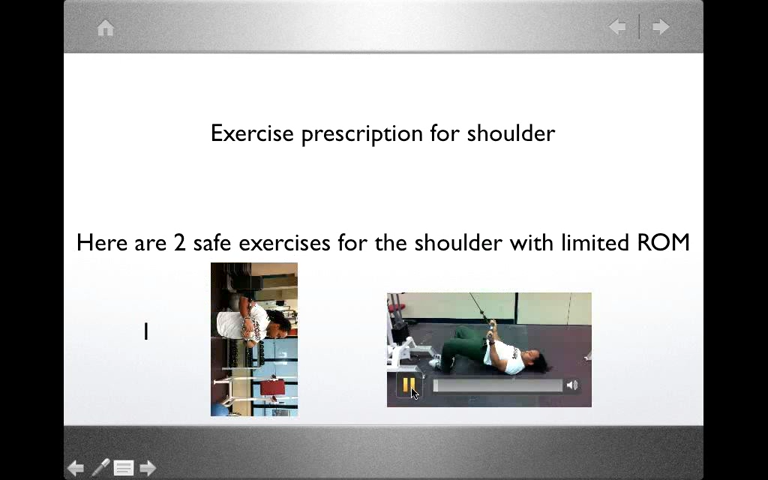 Exercise prescription for shoulder
Here are 2 safe exercises for the shoulder with limited ROM
I